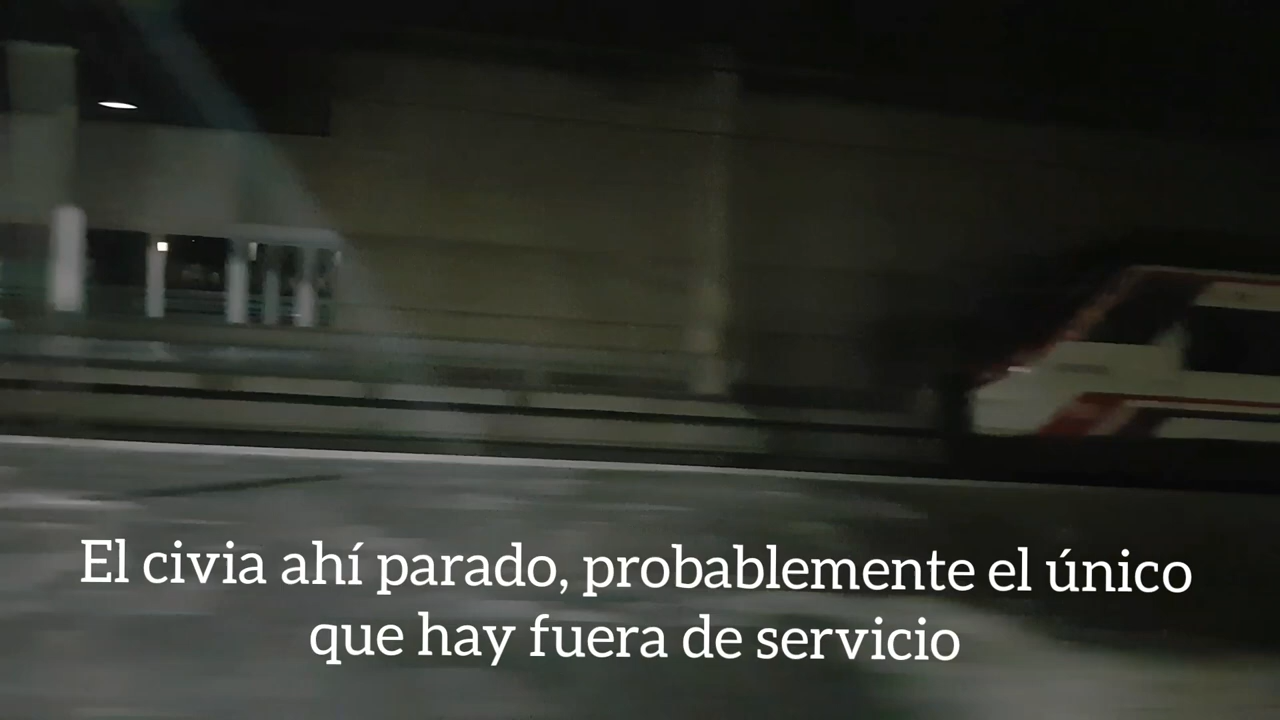 El civia ahí parado, probablemente el único
que hay fuera de servicio